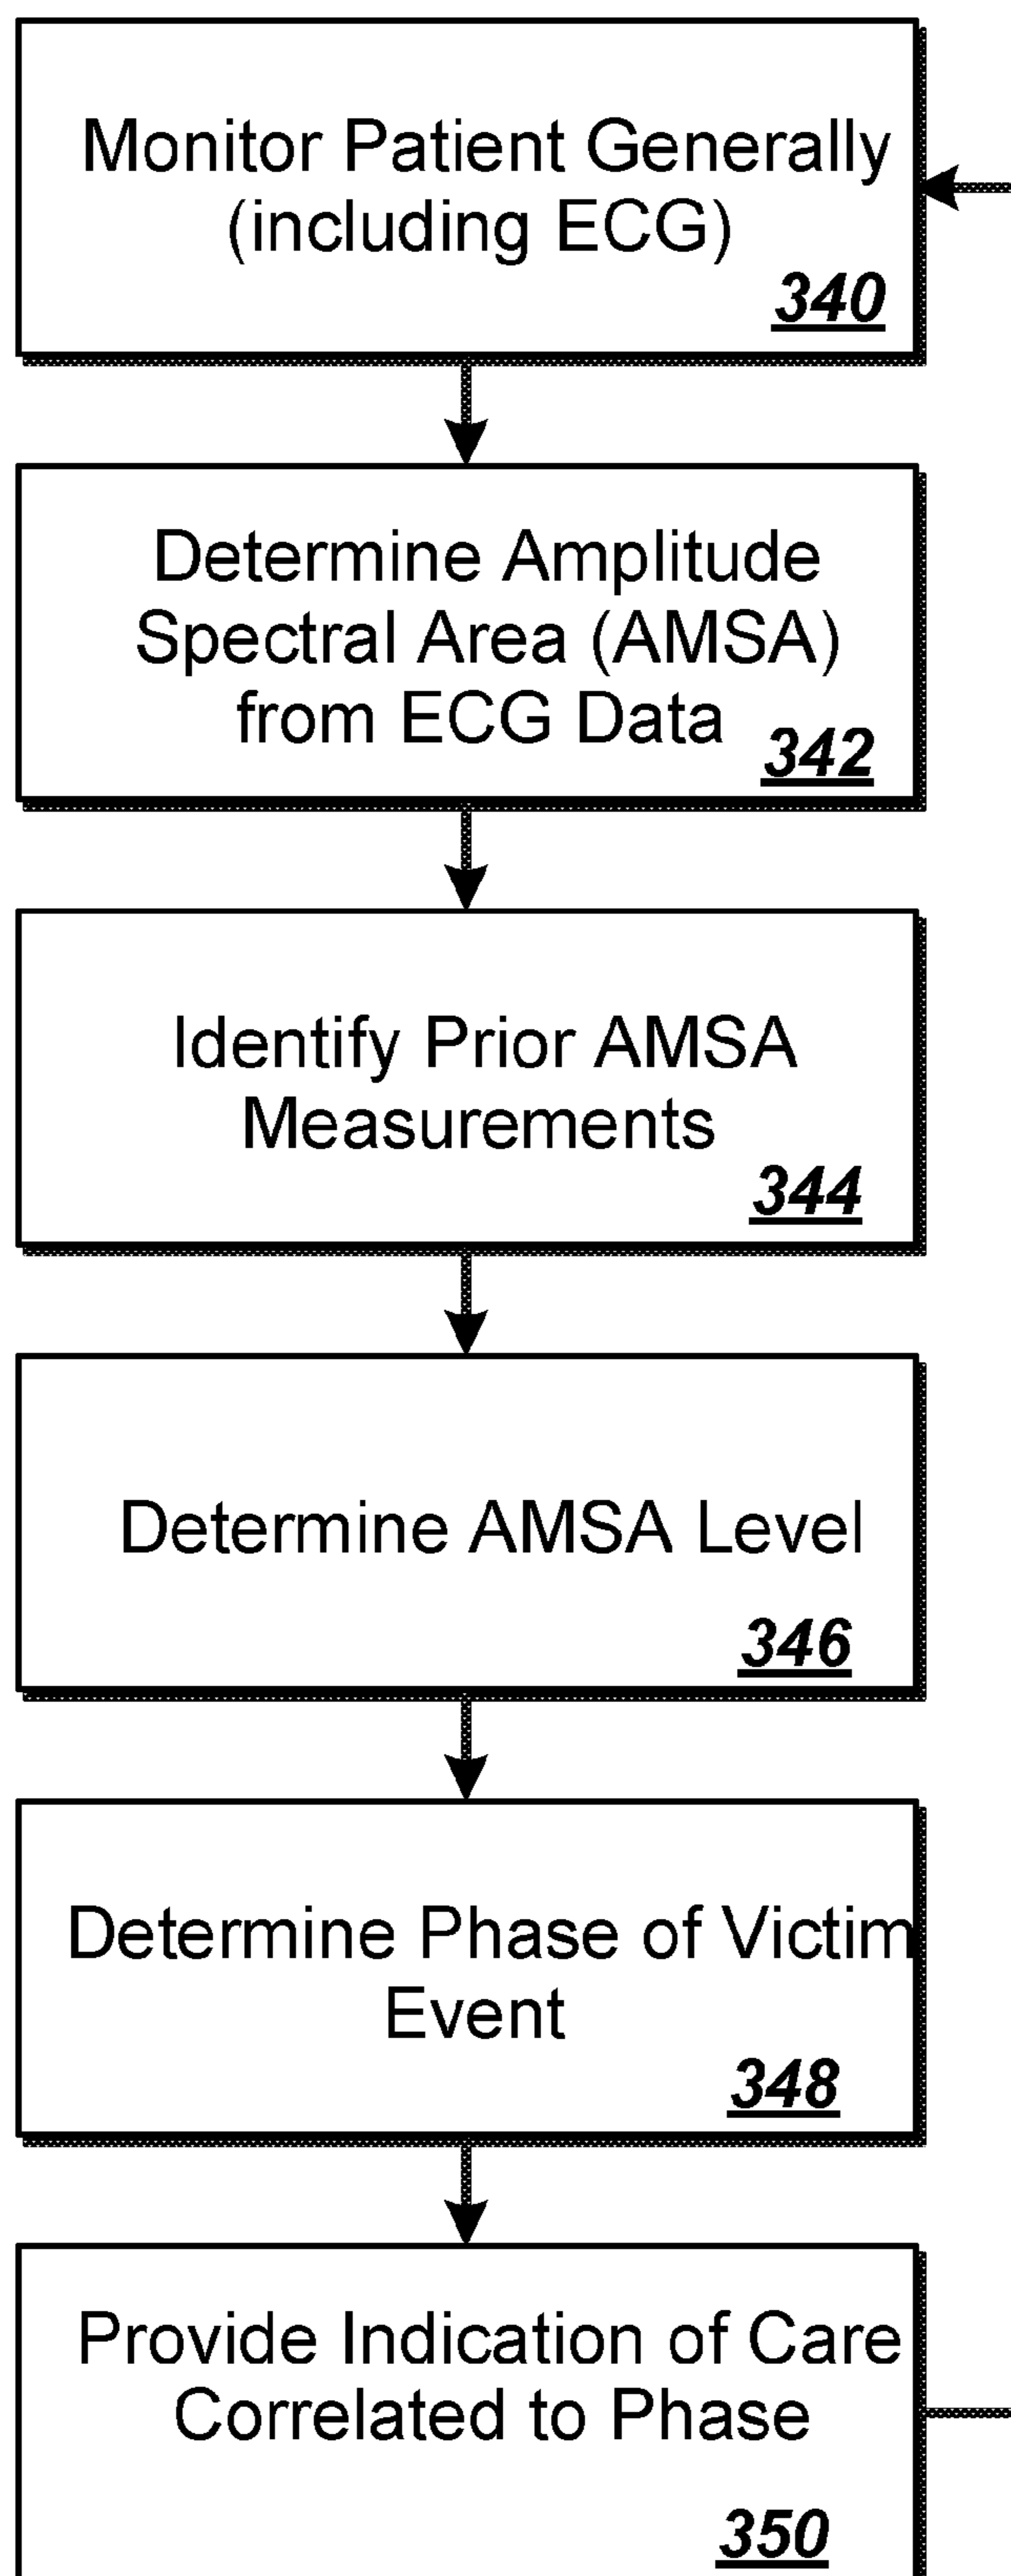 Monitor Patient Generally
(including ECG)
340
Determine Amplitude
Spectral Area (AMSA)
from ECG Data
342
Identify Prior AMSA
Measurements
344
Determine AMSA Level
346
Determine Phase of Victim
Event
348
Provide Indication of Care
Correlated to Phase
350